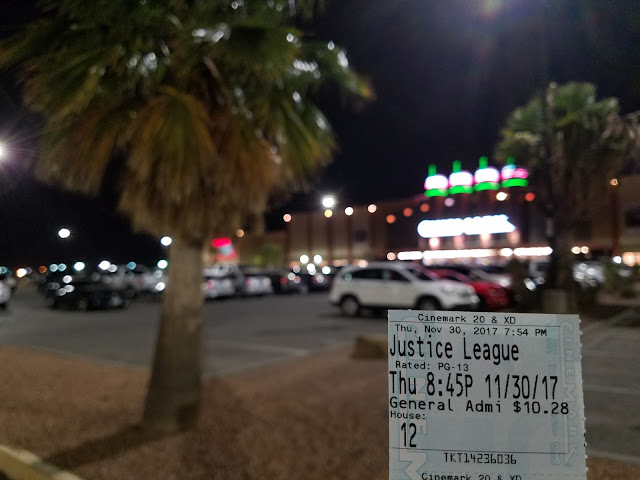 Cinemark 20 & XD
Thu, Nov 30, 2017 7:54 PM
Justice League
Rated: PG-13
Thu 8:45P 11/30/17
General Admi $10.28
House:
12
TKT14236036
Cinemark 20 & XD